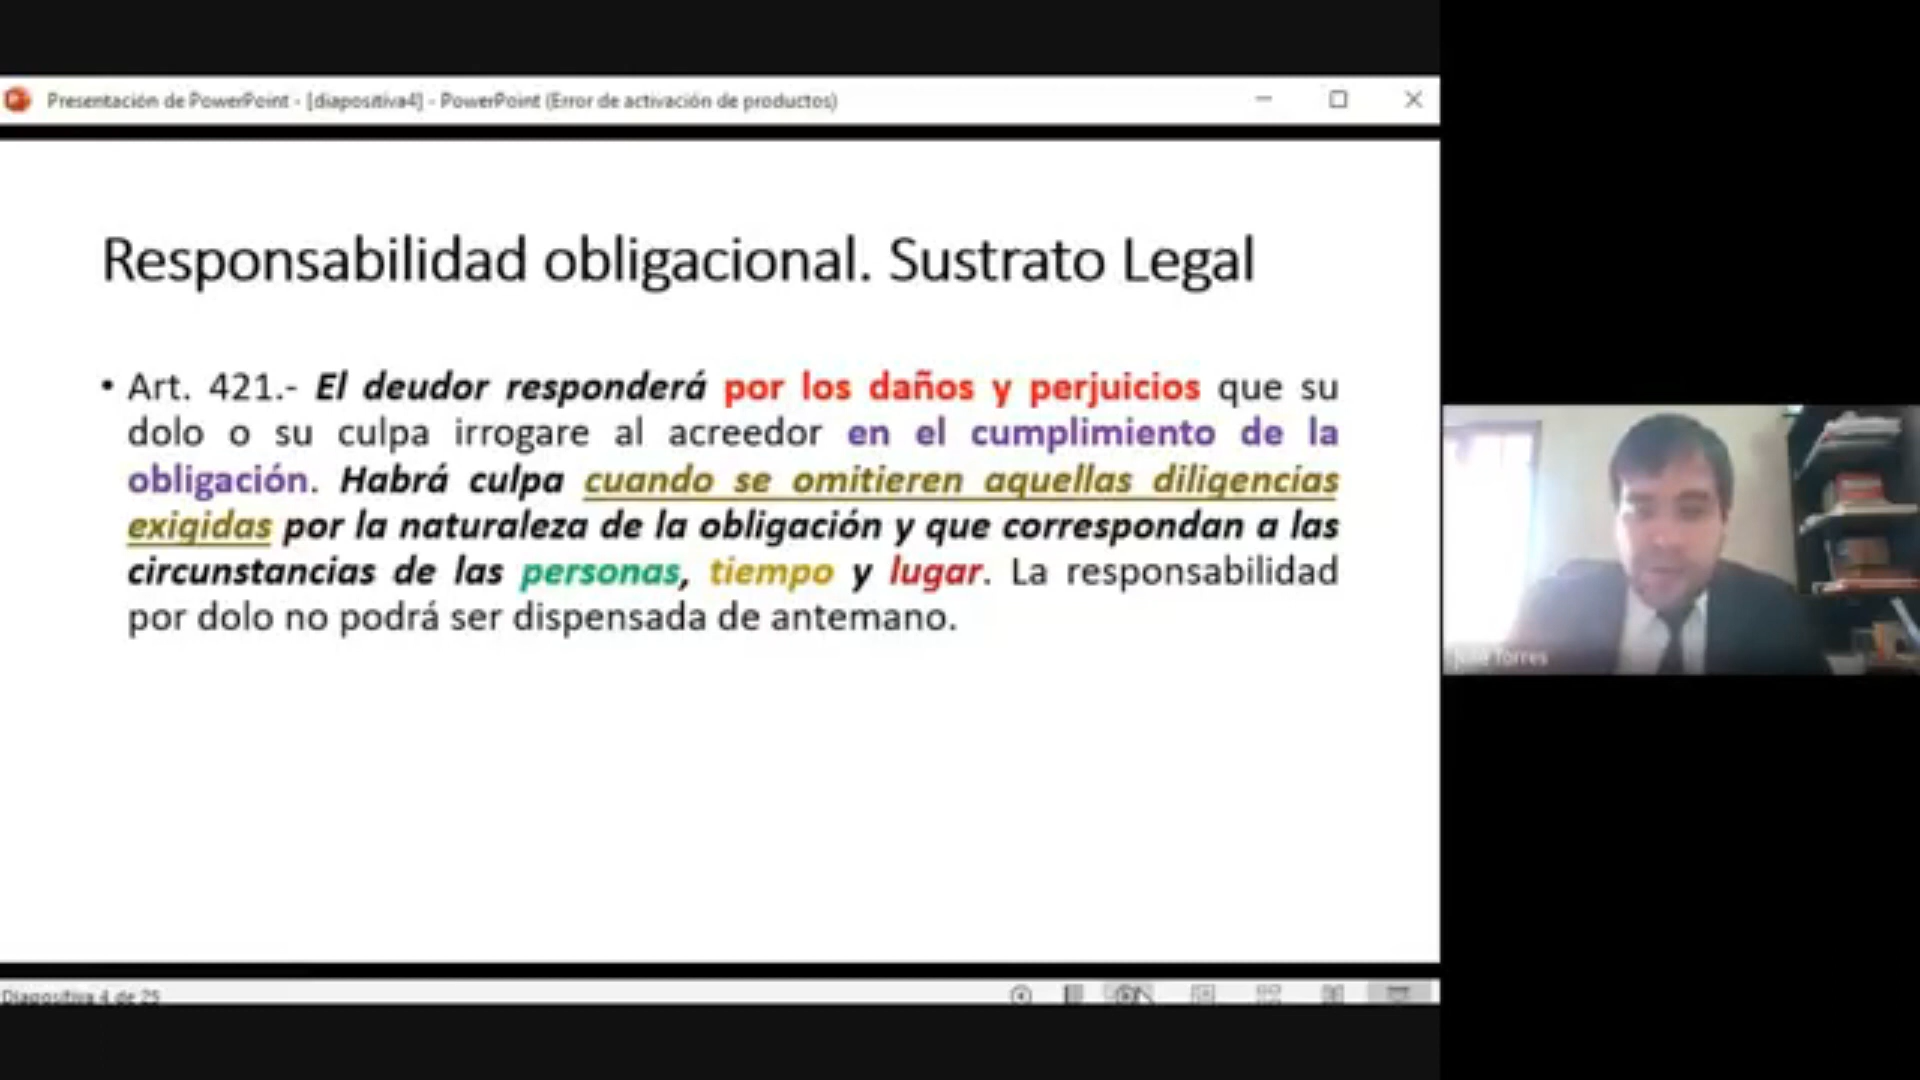 Presentación de PowerPoint - [diapositiva4] - PowerPoint (Error de activación de productos)
Responsabilidad obligacional. Sustrato Legal
• Art. 421.- El deudor responderá por los daños y perjuicios que su
dolo o su culpa irrogare al acreedor en el cumplimiento de la
obligación. Habrá culpa cuando se omitieren aquellas diligencias
exigidas por la naturaleza de la obligación y que correspondan a las
circunstancias de las personas, tiempo y lugar. La responsabilidad
por dolo no podrá ser dispensada de antemano.
Torres
Diapositiva 4 de 25